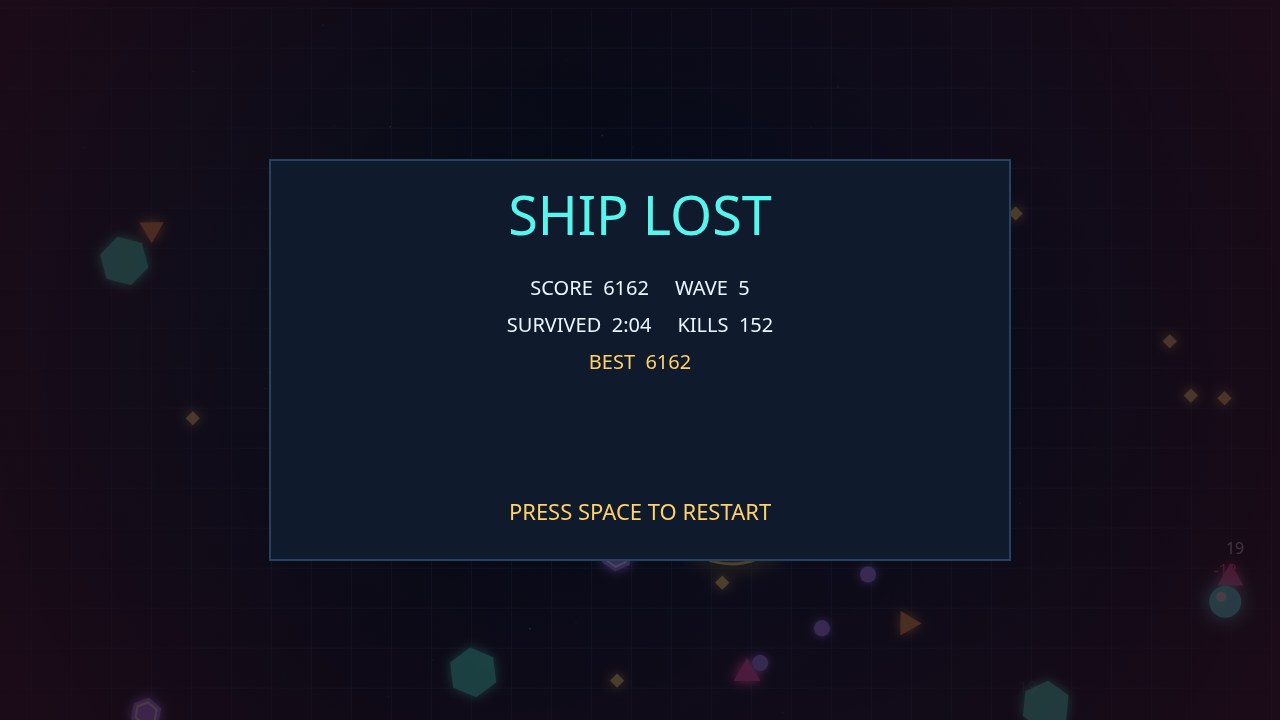 SHIP LOST
SCORE 6162 WAVE 5
SURVIVED 2:04 KILLS 152
BEST 6162
PRESS SPACE TO RESTART
19